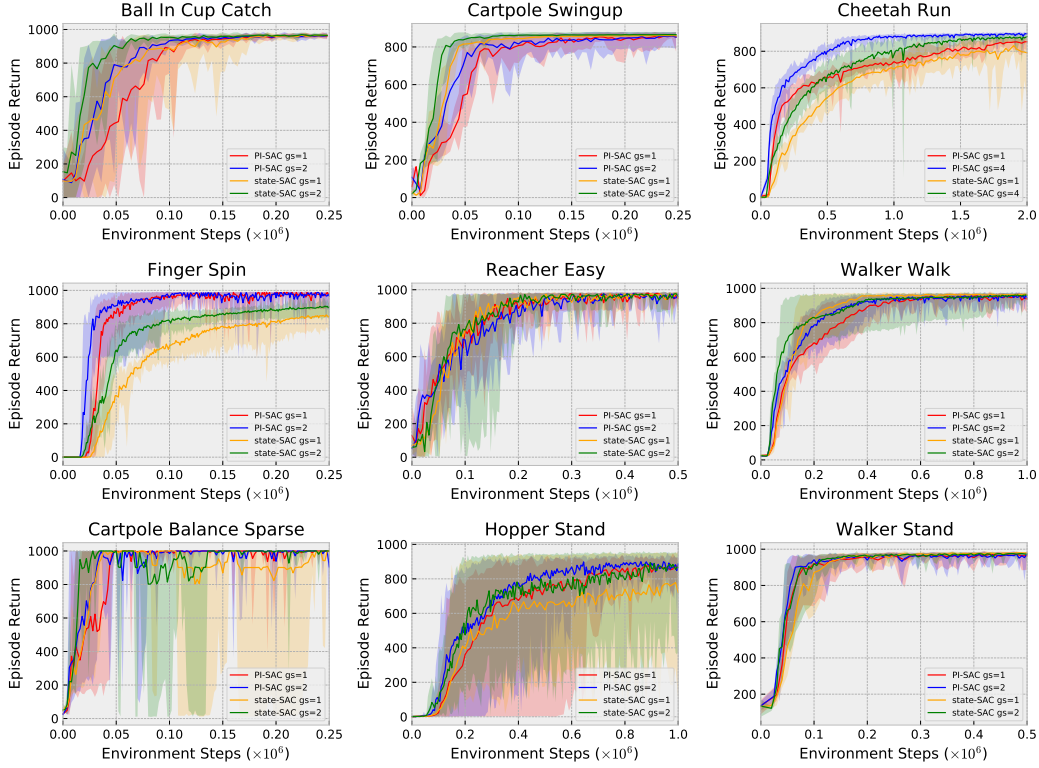 Ball In Cup Catch
Episode Return
1000
800
600
400
200
0
0.00 0.05 0.10 0.15 0.20 0.25
Environment Steps (×10⁶)
PI-SAC gs=1
PI-SAC gs=2
state-SAC gs=1
state-SAC gs=2
Cartpole Swingup
Episode Return
800
600
400
200
0
0.00 0.05 0.10 0.15 0.20 0.25
Environment Steps (×10⁶)
PI-SAC gs=1
PI-SAC gs=2
state-SAC gs=1
state-SAC gs=2
Cheetah Run
Episode Return
800
600
400
200
0
0.0 0.5 1.0 1.5 2.0
Environment Steps (×10⁶)
PI-SAC gs=1
PI-SAC gs=4
state-SAC gs=1
state-SAC gs=4
Finger Spin
Episode Return
1000
800
600
400
200
0
0.00 0.05 0.10 0.15 0.20 0.25
Environment Steps (×10⁶)
PI-SAC gs=1
PI-SAC gs=2
state-SAC gs=1
state-SAC gs=2
Reacher Easy
Episode Return
1000
800
600
400
200
0
0.0 0.1 0.2 0.3 0.4 0.5
Environment Steps (×10⁶)
PI-SAC gs=1
PI-SAC gs=2
state-SAC gs=1
state-SAC gs=2
Walker Walk
Episode Return
1000
800
600
400
200
0
0.0 0.2 0.4 0.6 0.8 1.0
Environment Steps (×10⁶)
PI-SAC gs=1
PI-SAC gs=2
state-SAC gs=1
state-SAC gs=2
Cartpole Balance Sparse
Episode Return
1000
800
600
400
200
0
0.00 0.05 0.10 0.15 0.20 0.25
Environment Steps (×10⁶)
PI-SAC gs=1
PI-SAC gs=2
state-SAC gs=1
state-SAC gs=2
Hopper Stand
Episode Return
1000
800
600
400
200
0
0.0 0.2 0.4 0.6 0.8 1.0
Environment Steps (×10⁶)
PI-SAC gs=1
PI-SAC gs=2
state-SAC gs=1
state-SAC gs=2
Walker Stand
Episode Return
1000
800
600
400
200
0.0 0.1 0.2 0.3 0.4 0.5
Environment Steps (×10⁶)
PI-SAC gs=1
PI-SAC gs=2
state-SAC gs=1
state-SAC gs=2